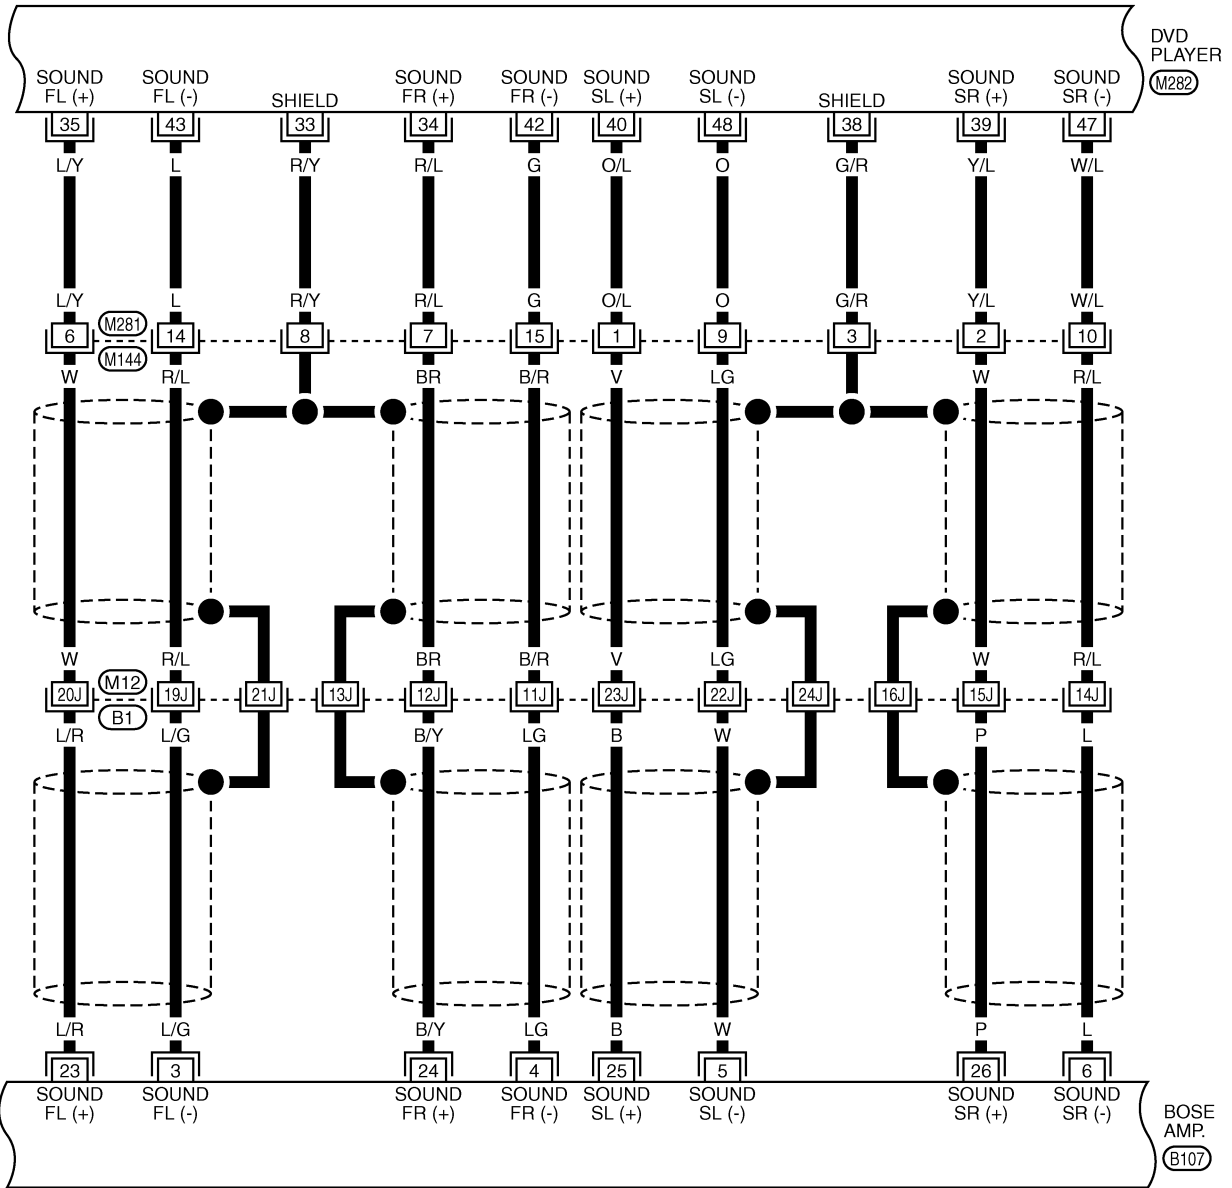 DVD
PLAYER
M282
SOUND SOUND SOUND SOUND SOUND SOUND SOUND SOUND
FL (+) FL (-) SHIELD FR (+) FR (-) SL (+) SL (-) SHIELD SR (+) SR (-)
35 43 33 34 42 40 48 38 39 47
L/Y L R/Y R/L G O/L O G/R Y/L W/L
L/Y L R/Y R/L G O/L O G/R Y/L W/L
M281
6 14 8 7 15 1 9 3 2 10
M144
W R/L BR B/R V LG W R/L
W R/L BR B/R V LG W R/L
M12
20J 19J 21J 13J 12J 11J 23J 22J 24J 16J 15J 14J
B1
L/R L/G B/Y LG B W P L
L/R L/G B/Y LG B W P L
23 3 24 4 25 5 26 6
SOUND SOUND SOUND SOUND SOUND SOUND SOUND SOUND
FL (+) FL (-) FR (+) FR (-) SL (+) SL (-) SR (+) SR (-)
BOSE
AMP.
B107